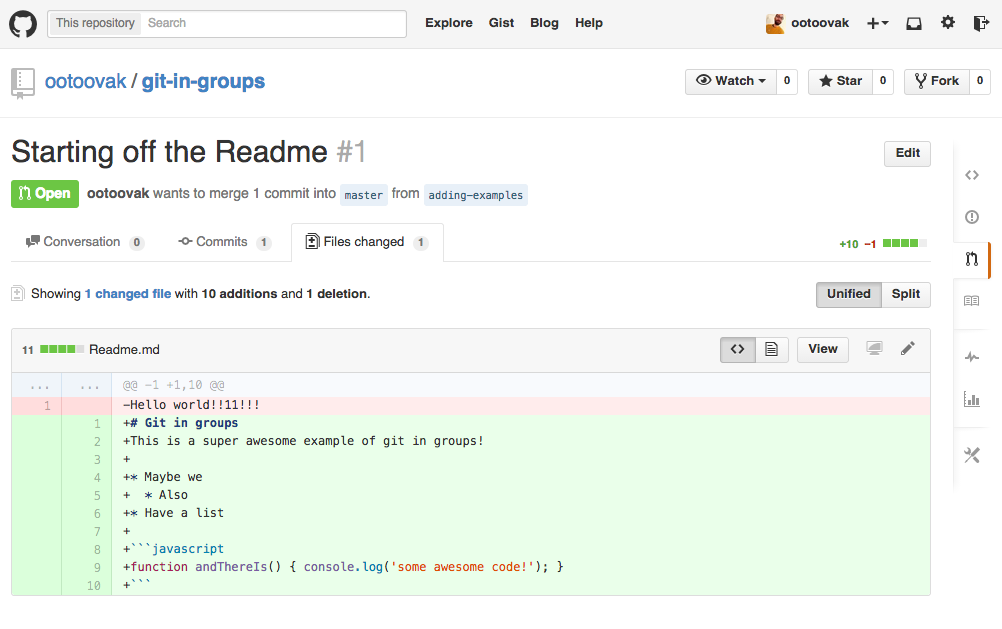 This repository Search Explore Gist Blog Help ootoovak
ootoovak / git-in-groups Watch 0 Star 0 Fork 0
Starting off the Readme #1 Edit
Open ootoovak wants to merge 1 commit into master from adding-examples
Conversation 0 Commits 1 Files changed 1 +10 −1
Showing 1 changed file with 10 additions and 1 deletion. Unified Split
11 Readme.md View
... ... @@ -1 +1,10 @@
1 -Hello world!!11!!!
1 +# Git in groups
2 +This is a super awesome example of git in groups!
3 +
4 +* Maybe we
5 +  * Also
6 +* Have a list
7 +
8 +```javascript
9 +function andThereIs() { console.log('some awesome code!'); }
10 +```